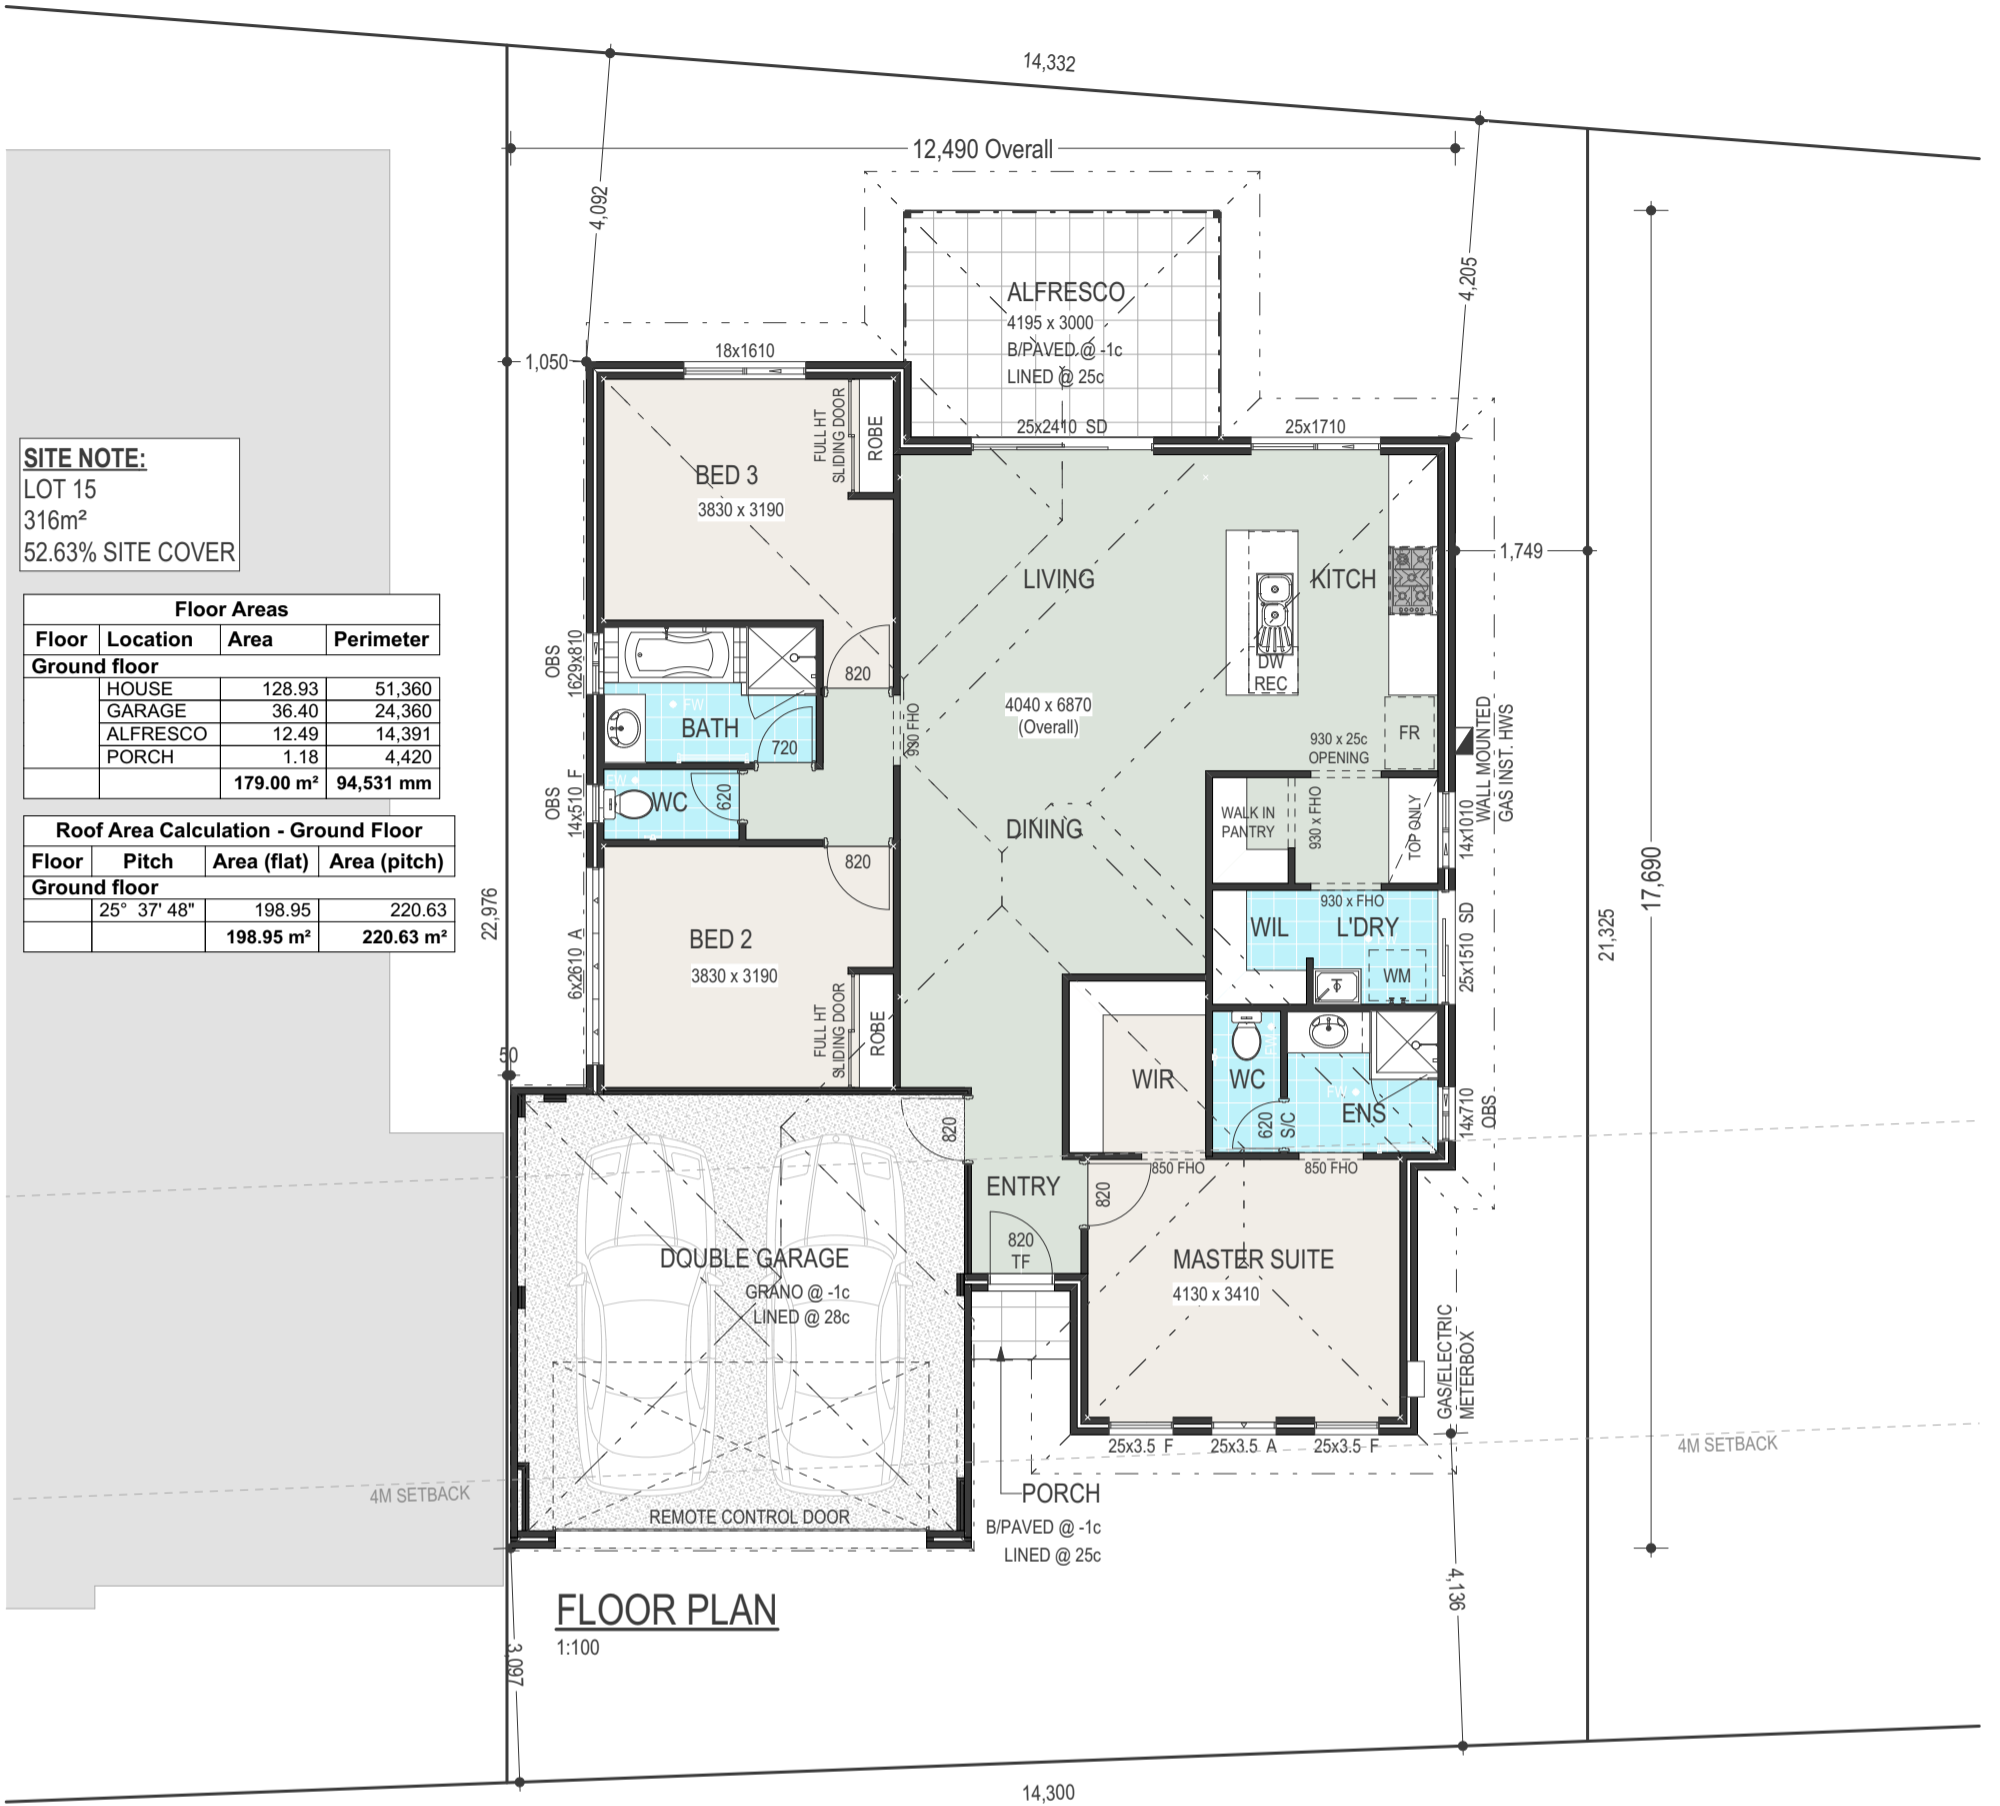 14,332
12,490 Overall
4,092
4,205
ALFRESCO
4195 x 3000
B/PAVED @ -1c
LINED @ 25c
18x1610
1,050
25x2410 SD
25x1710
FULL HT
SLIDING DOOR
ROBE
BED 3
3830 x 3190
SITE NOTE:
LOT 15
316m²
52.63% SITE COVER
1,749
LIVING
KITCH
Floor Areas
Floor Location Area Perimeter
Ground floor
HOUSE 128.93 51,360
GARAGE 36.40 24,360
ALFRESCO 12.49 14,391
PORCH 1.18 4,420
179.00 m² 94,531 mm
OBS
1629x810
820
DW
REC
FW
BATH
720
930 FHO
4040 x 6870
(Overall)
930 x 25c
OPENING
FR
WALL MOUNTED
GAS INST. HWS
OBS
14x510 F
FW
WC
620
DINING
WALK IN
PANTRY
930 x FHO
TOP ONLY
14x1010
Roof Area Calculation - Ground Floor
Floor Pitch Area (flat) Area (pitch)
Ground floor
25° 37' 48" 198.95 220.63
198.95 m² 220.63 m²
22,976
820
6x2610 A
BED 2
3830 x 3190
FULL HT
SLIDING DOOR
ROBE
930 x FHO
WIL
L'DRY
FW
WM
25x1510 SD
21,325
17,690
50
WIR
WC
FW
620
S/C
FW
ENS
14x710
OBS
820
850 FHO
850 FHO
ENTRY
820
820
TF
DOUBLE GARAGE
GRANO @ -1c
LINED @ 28c
MASTER SUITE
4130 x 3410
GAS/ELECTRIC
METERBOX
25x3.5 F
25x3.5 A
25x3.5 F
4M SETBACK
4M SETBACK
PORCH
B/PAVED @ -1c
LINED @ 25c
REMOTE CONTROL DOOR
4,136
FLOOR PLAN
1:100
3,097
14,300